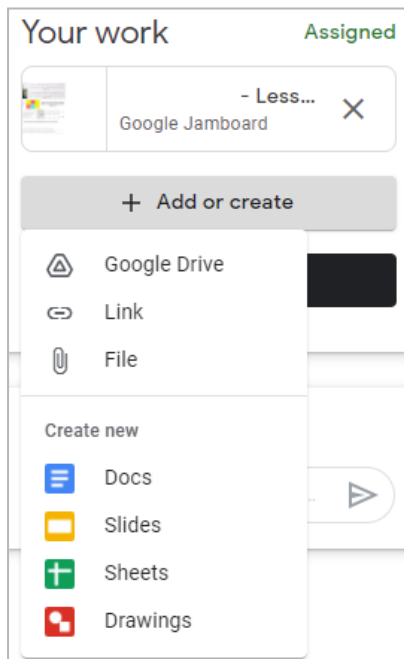 Your work
Assigned
- Less...
Google Jamboard
+ Add or create
Google Drive
Link
File
Create new
Docs
Slides
Sheets
Drawings